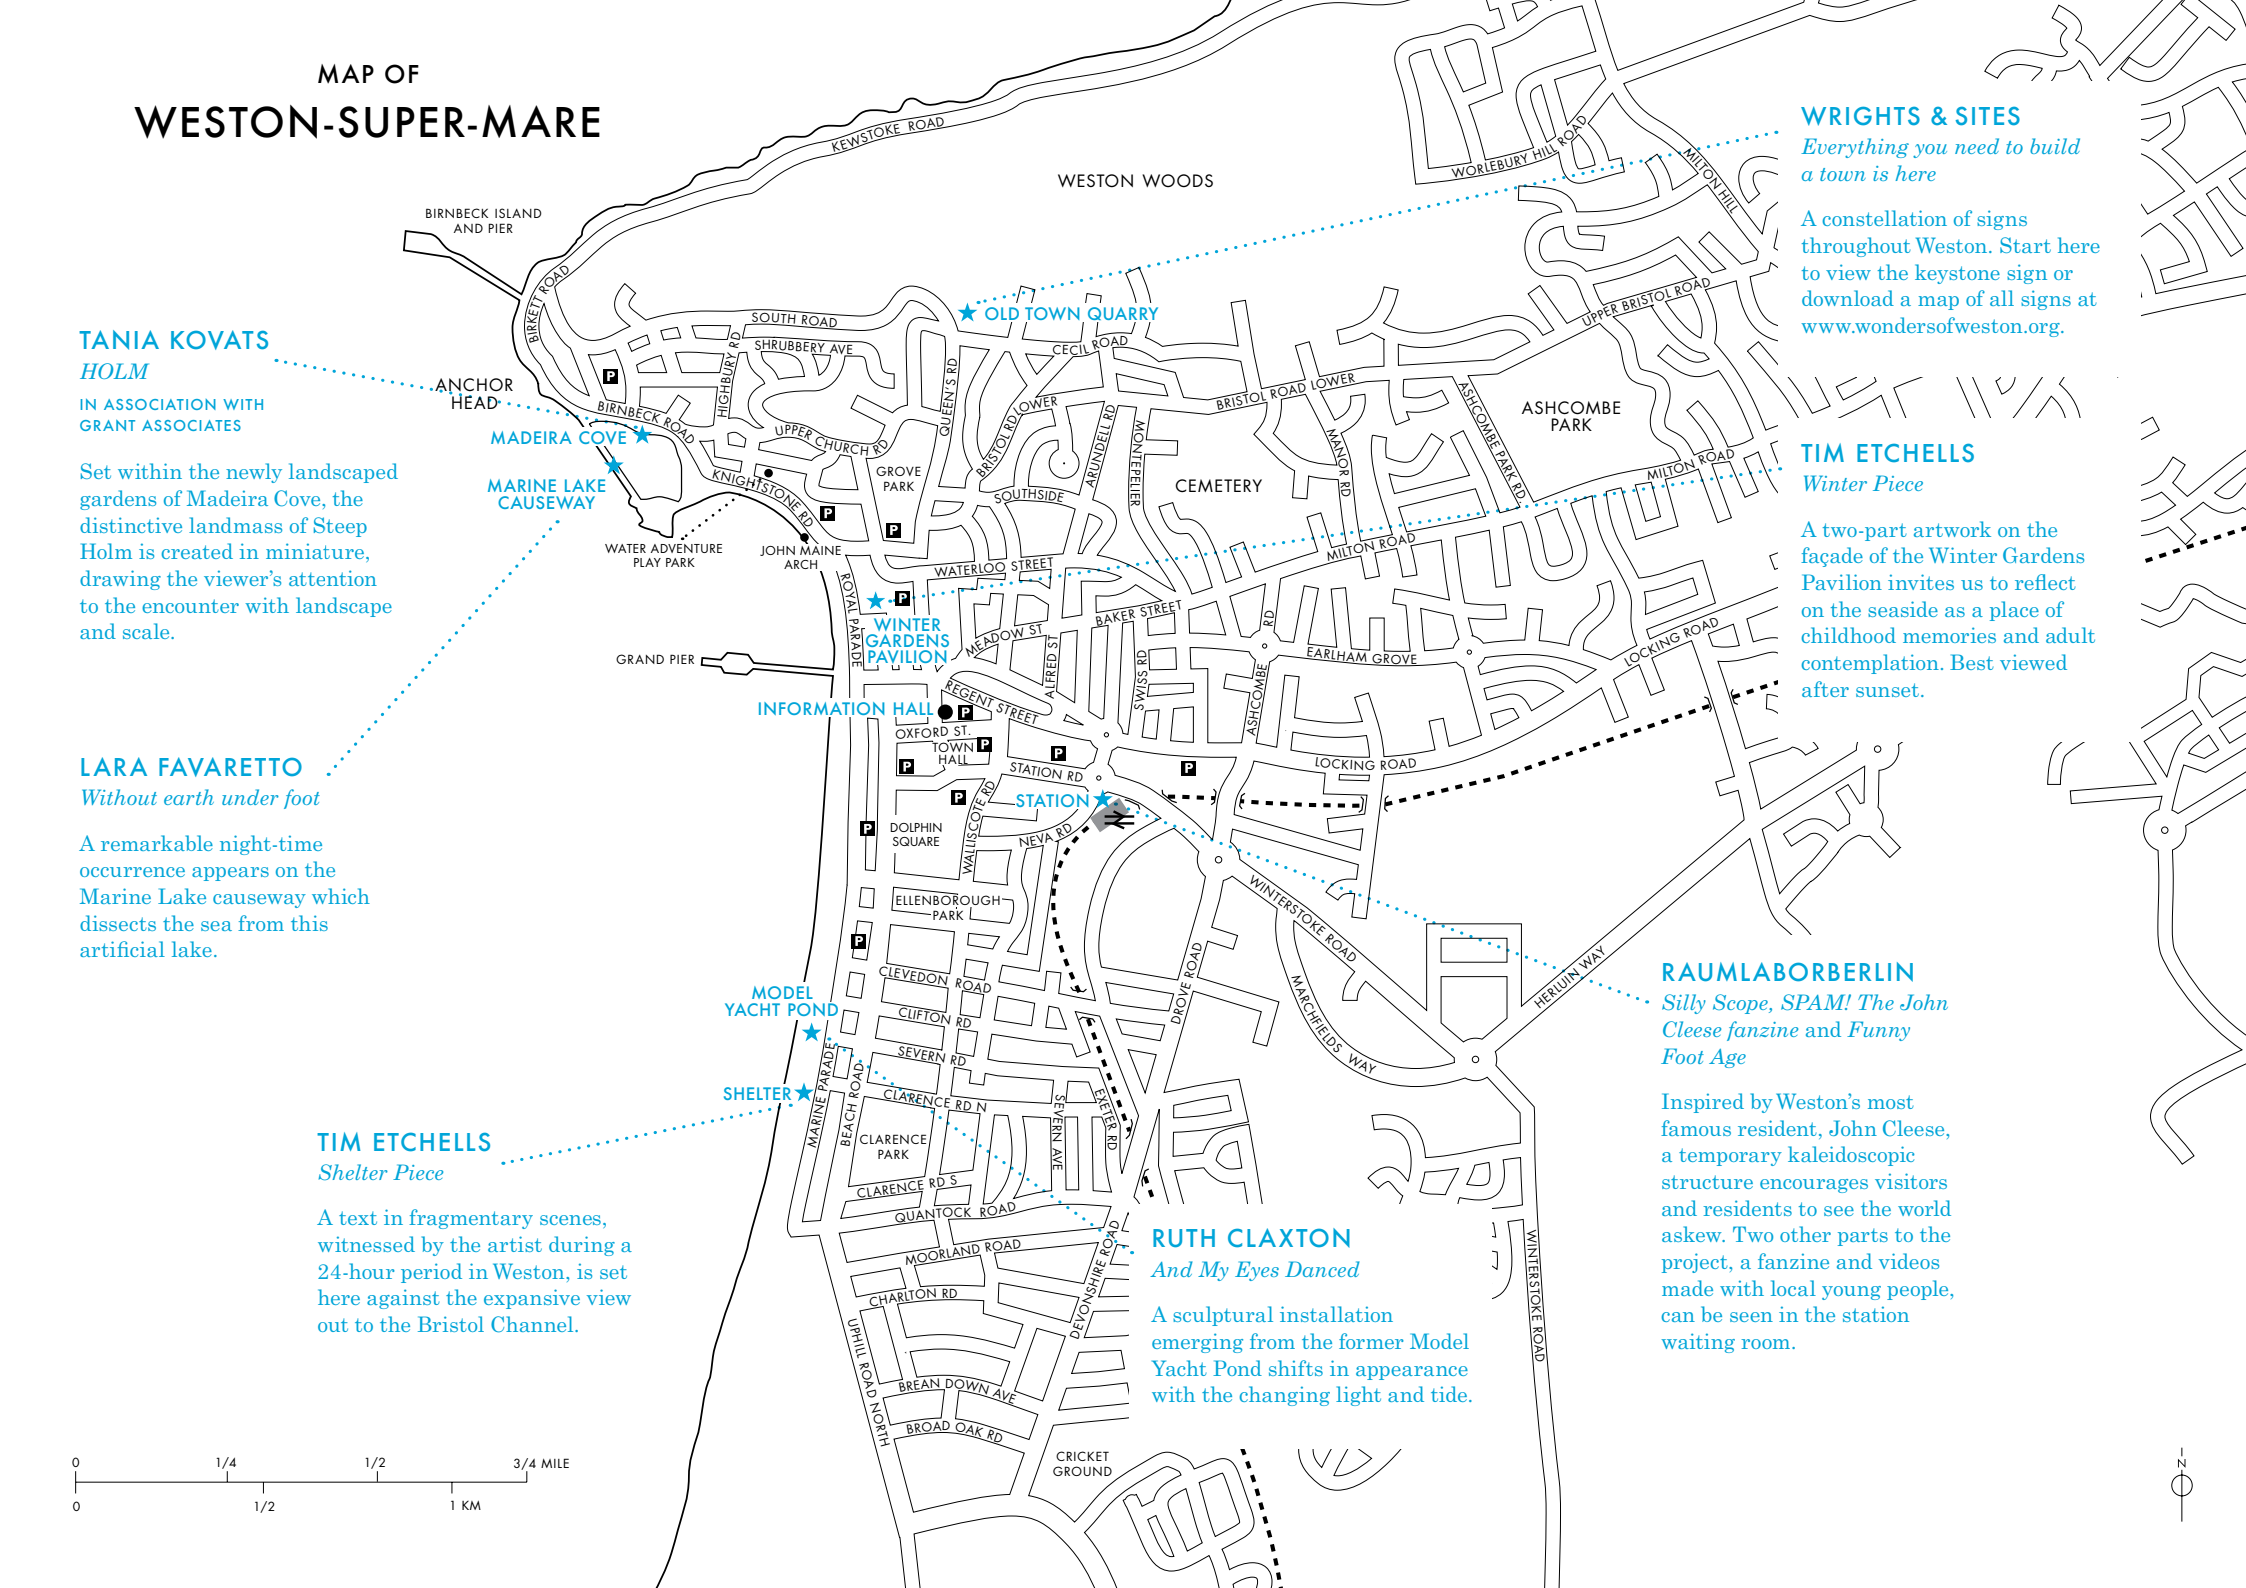 MAP OF
WESTON-SUPER-MARE
KEWSTOKE ROAD
WESTON WOODS
BIRNBECK ISLAND
AND PIER
BIRKETT ROAD
WORLEBURY HILL ROAD
MILTON HILL
WRIGHTS & SITES
Everything you need to build
a town is here
A constellation of signs
throughout Weston. Start here
to view the keystone sign or
download a map of all signs at
www.wondersofweston.org.
TANIA KOVATS
HOLM
IN ASSOCIATION WITH
GRANT ASSOCIATES
Set within the newly landscaped
gardens of Madeira Cove, the
distinctive landmass of Steep
Holm is created in miniature,
drawing the viewer's attention
to the encounter with landscape
and scale.
ANCHOR
HEAD
P
BIRNBECK ROAD
MADEIRA COVE
MARINE LAKE
CAUSEWAY
SOUTH ROAD
SHRUBBERY AVE
HIGHBURY RD
UPPER CHURCH RD
KNIGHTSTONE RD
QUEEN'S RD
OLD TOWN QUARRY
CECIL ROAD
BRISTOL RD LOWER
BRISTOL ROAD LOWER
UPPER BRISTOL ROAD
GROVE
PARK
P
P
SOUTHSIDE
ARUNDELL RD
MONTEPELIER
CEMETERY
MANOR RD
ASHCOMBE PARK RD
ASHCOMBE
PARK
MILTON ROAD
MILTON ROAD
TIM ETCHELLS
Winter Piece
A two-part artwork on the
façade of the Winter Gardens
Pavilion invites us to reflect
on the seaside as a place of
childhood memories and adult
contemplation. Best viewed
after sunset.
WATER ADVENTURE
PLAY PARK
JOHN MAINE
ARCH
WATERLOO STREET
ROYAL PARADE
P
WINTER
GARDENS
PAVILION
MEADOW ST
ALFRED ST
BAKER STREET
SWISS RD
ASHCOMBE RD
EARLHAM GROVE
LOCKING ROAD
GRAND PIER
REGENT STREET
INFORMATION HALL
P
OXFORD ST.
TOWN
HALL
P
P
P
P
STATION RD
LOCKING ROAD
STATION
P
P
DOLPHIN
SQUARE
WALLISCOTE RD
NEVA RD
LARA FAVARETTO
Without earth under foot
A remarkable night-time
occurrence appears on the
Marine Lake causeway which
dissects the sea from this
artificial lake.
ELLENBOROUGH
PARK
P
WINTERSTOKE ROAD
DROVE ROAD
MARCHFIELDS WAY
HERLUIN WAY
RAUMLABORBERLIN
Silly Scope, SPAM! The John
Cleese fanzine and Funny
Foot Age
Inspired by Weston's most
famous resident, John Cleese,
a temporary kaleidoscopic
structure encourages visitors
and residents to see the world
askew. Two other parts to the
project, a fanzine and videos
made with local young people,
can be seen in the station
waiting room.
CLEVEDON ROAD
MODEL
YACHT POND
CLIFTON RD
SEVERN RD
MARINE PARADE
BEACH ROAD
SHELTER
CLARENCE RD N
SEVERN AVE
EXETER RD
CLARENCE
PARK
CLARENCE RD S
QUANTOCK ROAD
TIM ETCHELLS
Shelter Piece
A text in fragmentary scenes,
witnessed by the artist during a
24-hour period in Weston, is set
here against the expansive view
out to the Bristol Channel.
MOORLAND ROAD
CHARLTON RD
DEVONSHIRE ROAD
UPHILL ROAD NORTH
BREAN DOWN AVE
BROAD OAK RD
CRICKET
GROUND
WINTERSTOKE ROAD
RUTH CLAXTON
And My Eyes Danced
A sculptural installation
emerging from the former Model
Yacht Pond shifts in appearance
with the changing light and tide.
0 1/4 1/2 3/4 MILE
0 1/2 1 KM
N